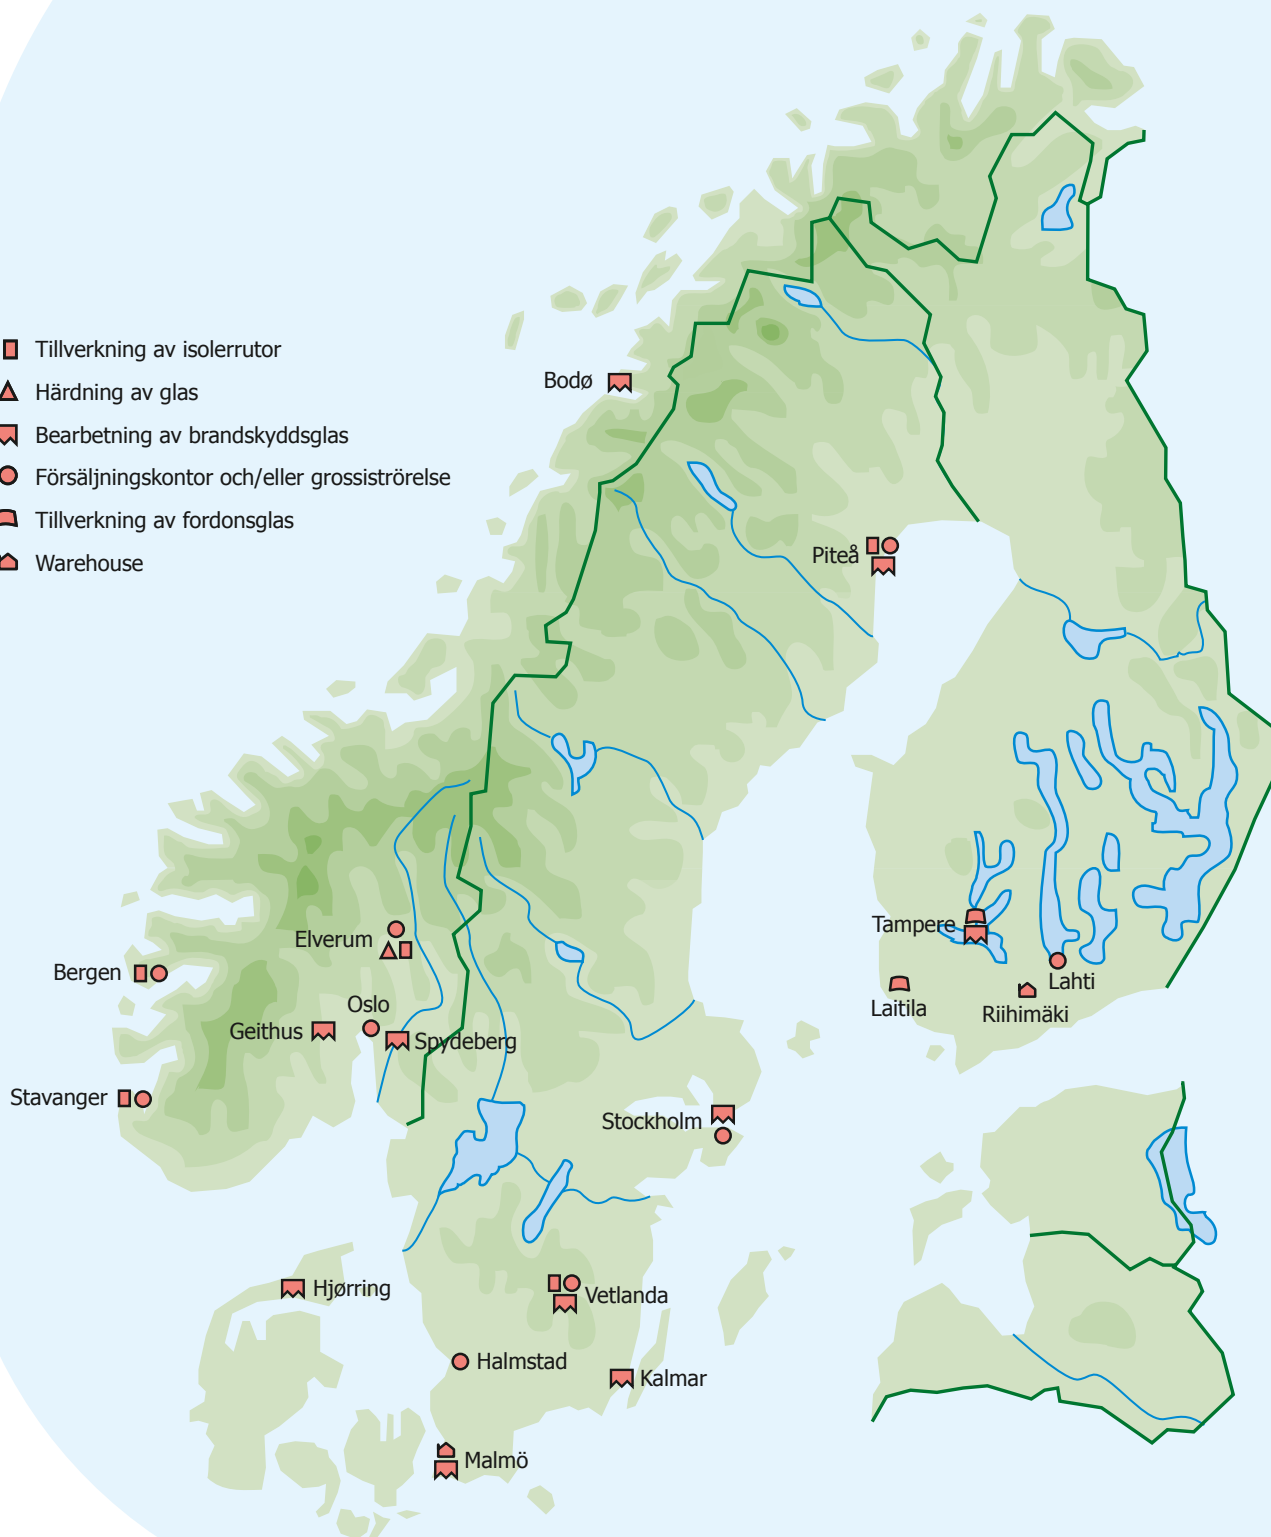 Tillverkning av isolerrutor
Härdning av glas
Bearbetning av brandskyddsglas
Försäljningskontor och/eller grossiströrelse
Tillverkning av fordonsglas
Warehouse
Bodø
Piteå
Tampere
Elverum
Bergen
Lahti
Laitila
Riihimäki
Oslo
Geithus
Spydeberg
Stavanger
Stockholm
Hjørring
Vetlanda
Halmstad
Kalmar
Malmö